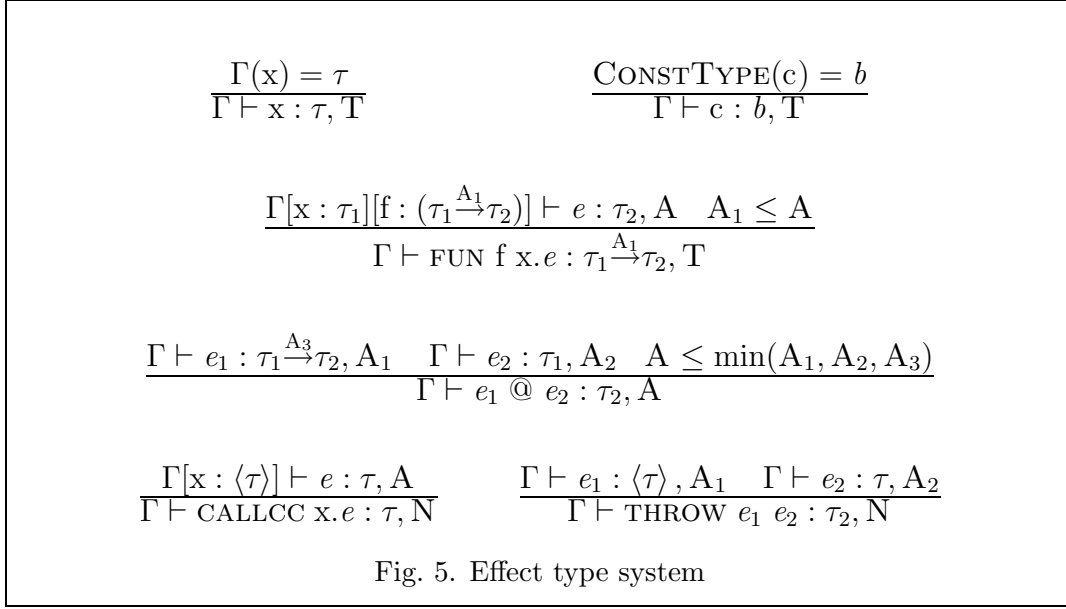 Γ(x) = τ    CONSTTYPE(c) = b
Γ ⊢ x : τ, T    Γ ⊢ c : b, T
Γ[x : τ₁][f : (τ₁ →^{A₁} τ₂)] ⊢ e : τ₂, A    A₁ ≤ A
Γ ⊢ FUN f x.e : τ₁ →^{A₁} τ₂, T
Γ ⊢ e₁ : τ₁ →^{A₃} τ₂, A₁    Γ ⊢ e₂ : τ₁, A₂    A ≤ min(A₁, A₂, A₃)
Γ ⊢ e₁ @ e₂ : τ₂, A
Γ[x : ⟨τ⟩] ⊢ e : τ, A    Γ ⊢ e₁ : ⟨τ⟩, A₁    Γ ⊢ e₂ : τ, A₂
Γ ⊢ CALLCC x.e : τ, N    Γ ⊢ THROW e₁ e₂ : τ₂, N
Fig. 5. Effect type system